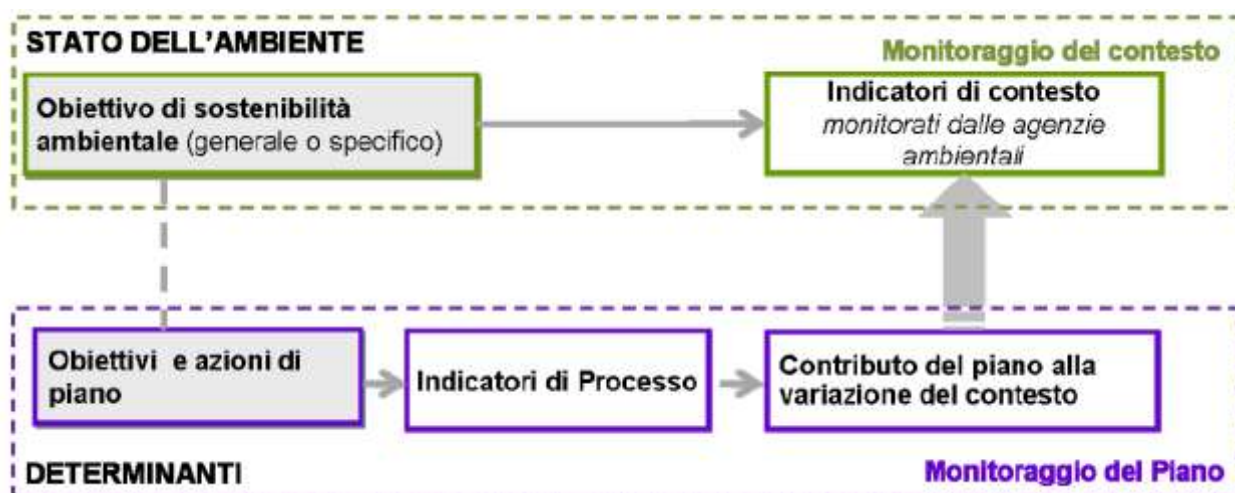 STATO DELL'AMBIENTE
Monitoraggio del contesto
Obiettivo di sostenibilità
ambientale (generale o specifico)
Indicatori di contesto
monitorati dalle agenzie
ambientali
Obiettivi e azioni di
piano
Indicatori di Processo
Contributo del piano alla
variazione del contesto
DETERMINANTI
Monitoraggio del Piano